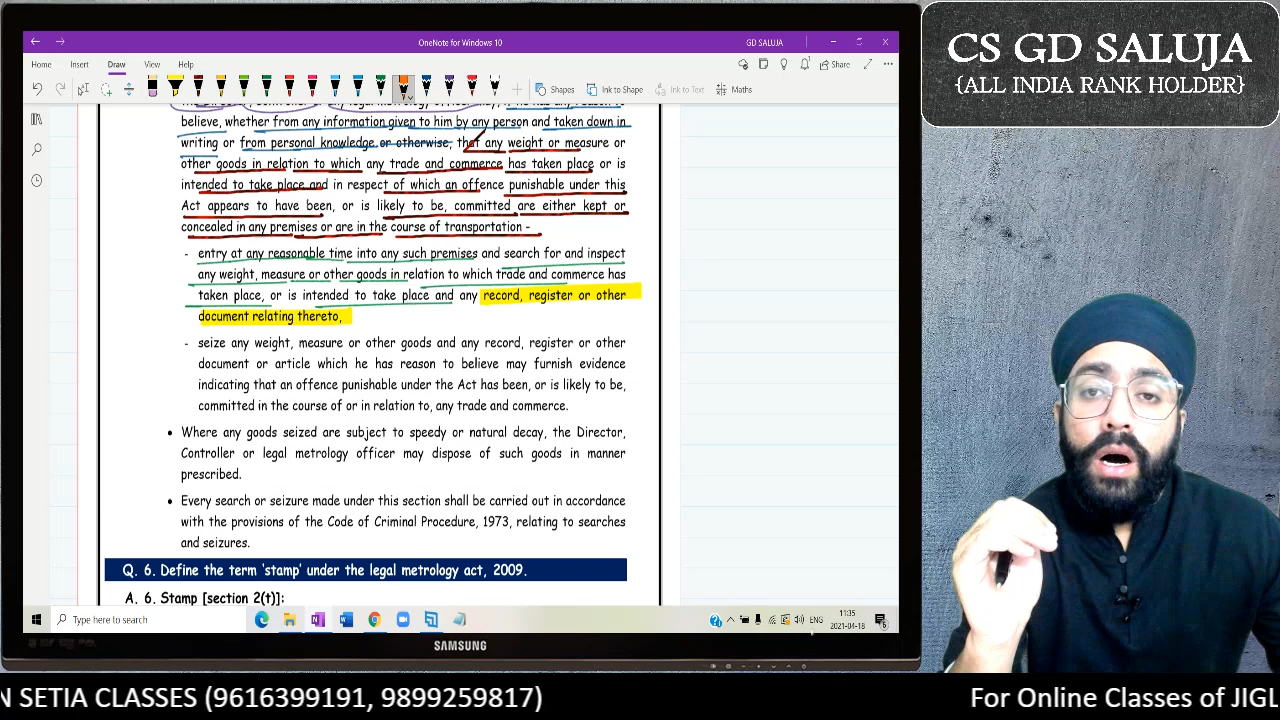 CS GD SALUJA
{ALL INDIA RANK HOLDER}
OneNote for Windows 10
GD SALUJA
Home Insert Draw View Help
Share
Shapes
Ink to Shape
Ink to Text
Maths
believe, whether from any information given to him by any person and taken down in
writing or from personal knowledge or otherwise, that any weight or measure or
other goods in relation to which any trade and commerce has taken place or is
intended to take place and in respect of which an offence punishable under this
Act appears to have been, or is likely to be, committed are either kept or
concealed in any premises or are in the course of transportation -
- entry at any reasonable time into any such premises and search for and inspect
any weight, measure or other goods in relation to which trade and commerce has
taken place, or is intended to take place and any record, register or other
document relating thereto,
- seize any weight, measure or other goods and any record, register or other
document or article which he has reason to believe may furnish evidence
indicating that an offence punishable under the Act has been, or is likely to be,
committed in the course of or in relation to, any trade and commerce.
• Where any goods seized are subject to speedy or natural decay, the Director,
Controller or legal metrology officer may dispose of such goods in manner
prescribed.
• Every search or seizure made under this section shall be carried out in accordance
with the provisions of the Code of Criminal Procedure, 1973, relating to searches
and seizures.
Q. 6. Define the term 'stamp' under the legal metrology act, 2009.
A. 6. Stamp [section 2(t)]:
Type here to search
ENG
11:35
2021-04-18
SAMSUNG
N SETIA CLASSES (9616399191, 9899259817)
For Online Classes of JIGL